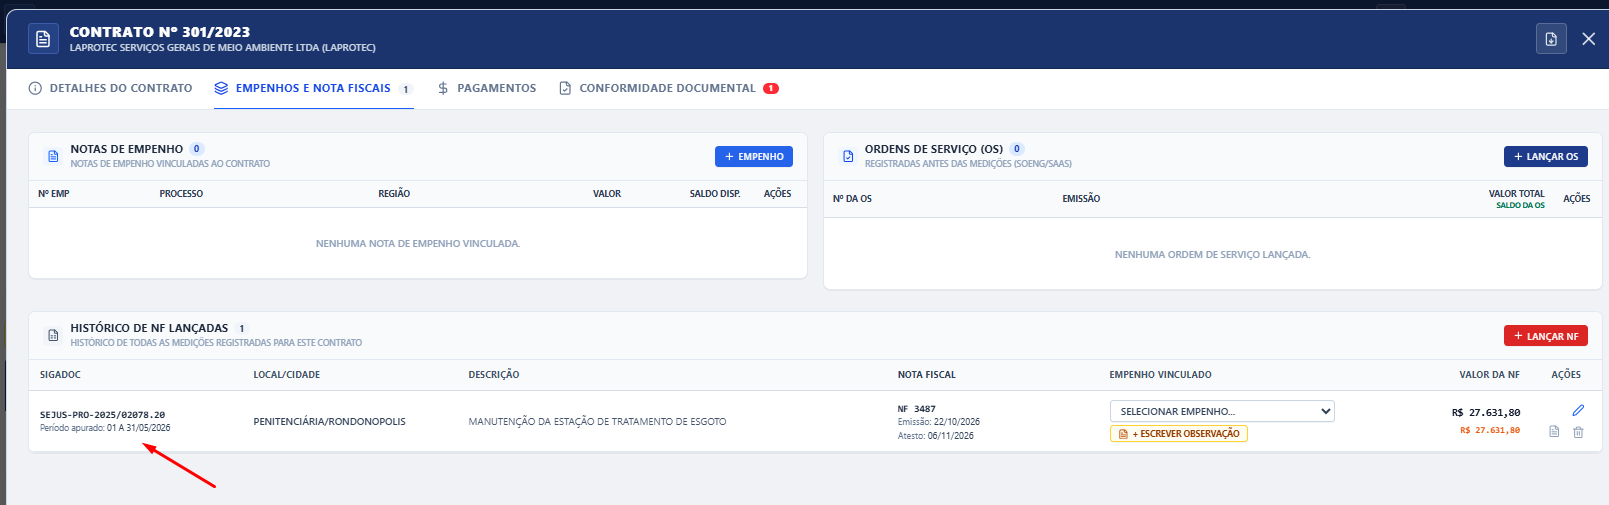 CONTRATO Nº 301/2023
LAPROTEC SERVIÇOS GERAIS DE MEIO AMBIENTE LTDA (LAPROTEC)
DETALHES DO CONTRATO
EMPENHOS E NOTA FISCAIS 1
PAGAMENTOS
CONFORMIDADE DOCUMENTAL 1
NOTAS DE EMPENHO 0
NOTAS DE EMPENHO VINCULADAS AO CONTRATO
+ EMPENHO
Nº EMP PROCESSO REGIÃO VALOR SALDO DISP. AÇÕES
NENHUMA NOTA DE EMPENHO VINCULADA.
ORDENS DE SERVIÇO (OS) 0
REGISTRADAS ANTES DAS MEDIÇÕES (SOENG/SAAS)
+ LANÇAR OS
Nº DA OS EMISSÃO VALOR TOTAL AÇÕES
SALDO DA OS
NENHUMA ORDEM DE SERVIÇO LANÇADA.
HISTÓRICO DE NF LANÇADAS 1
HISTÓRICO DE TODAS AS MEDIÇÕES REGISTRADAS PARA ESTE CONTRATO
+ LANÇAR NF
SIGADOC LOCAL/CIDADE DESCRIÇÃO NOTA FISCAL EMPENHO VINCULADO VALOR DA NF AÇÕES
SEJUS-PRO-2025/02078.20
Período apurado: 01 A 31/05/2026
PENITENCIÁRIA/RONDONOPOLIS
MANUTENÇÃO DA ESTAÇÃO DE TRATAMENTO DE ESGOTO
NF 3487
Emissão: 22/10/2026
Atesto: 06/11/2026
SELECIONAR EMPENHO...
+ ESCREVER OBSERVAÇÃO
R$ 27.631,80
R$ 27.631,80